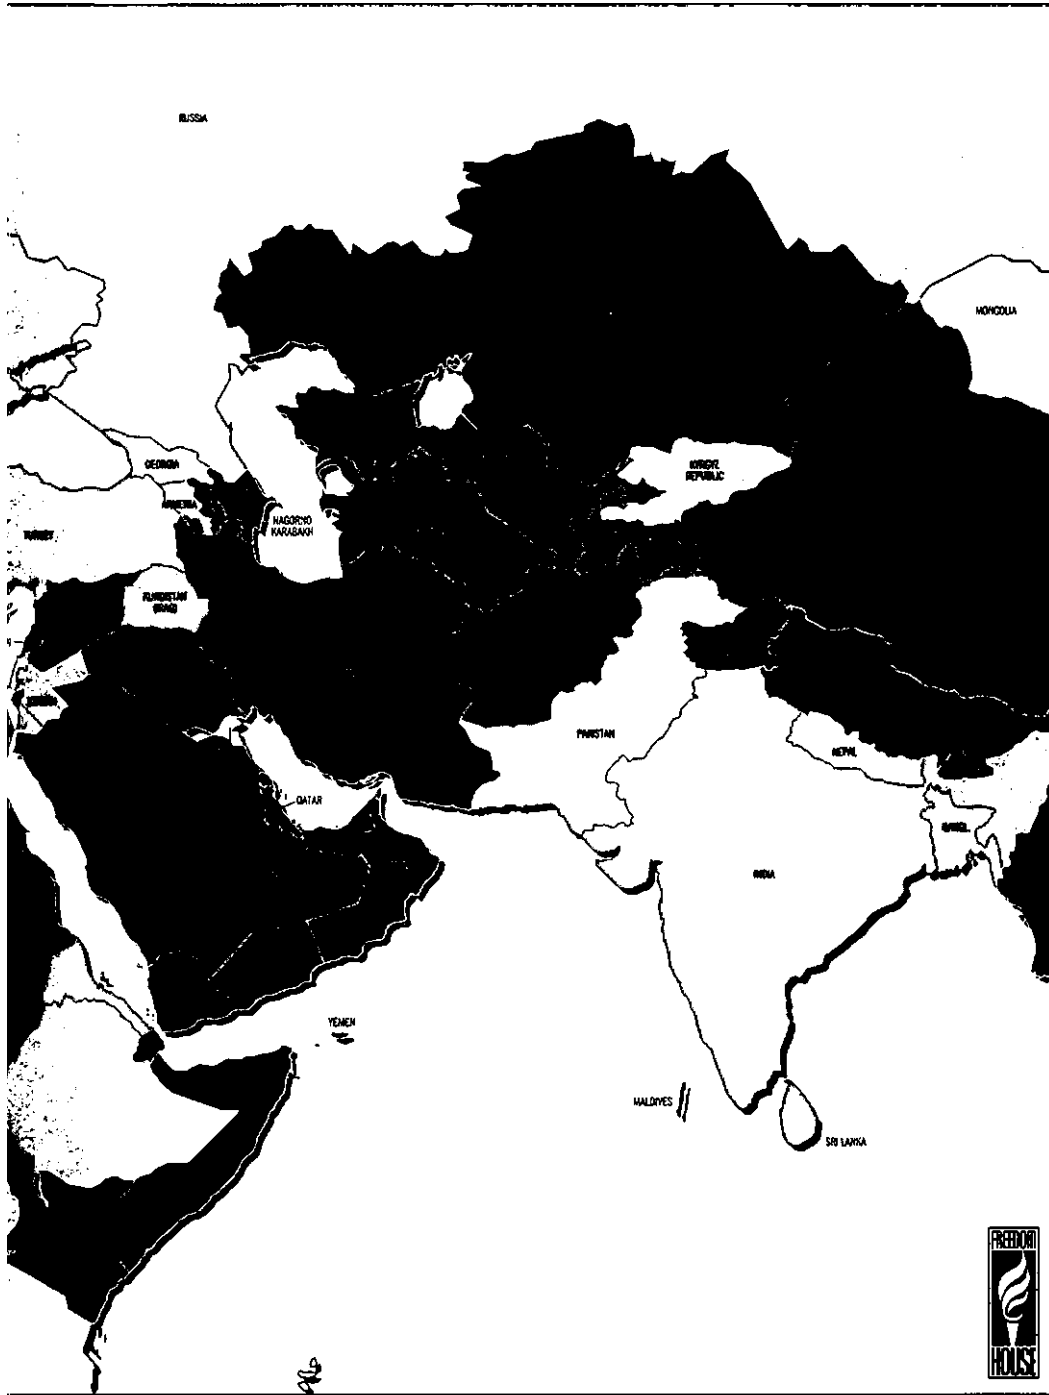 RUSSIA
MONGOLIA
GEORGIA
KYRGYZ
REPUBLIC
ARMENIA
NAGORNO
KARABAKH
TURKEY
KURDISTAN
(IRAQ)
PAKISTAN
NEPAL
QATAR
INDIA
YEMEN
MALDIVES
SRI LANKA
FREEDOM
HOUSE